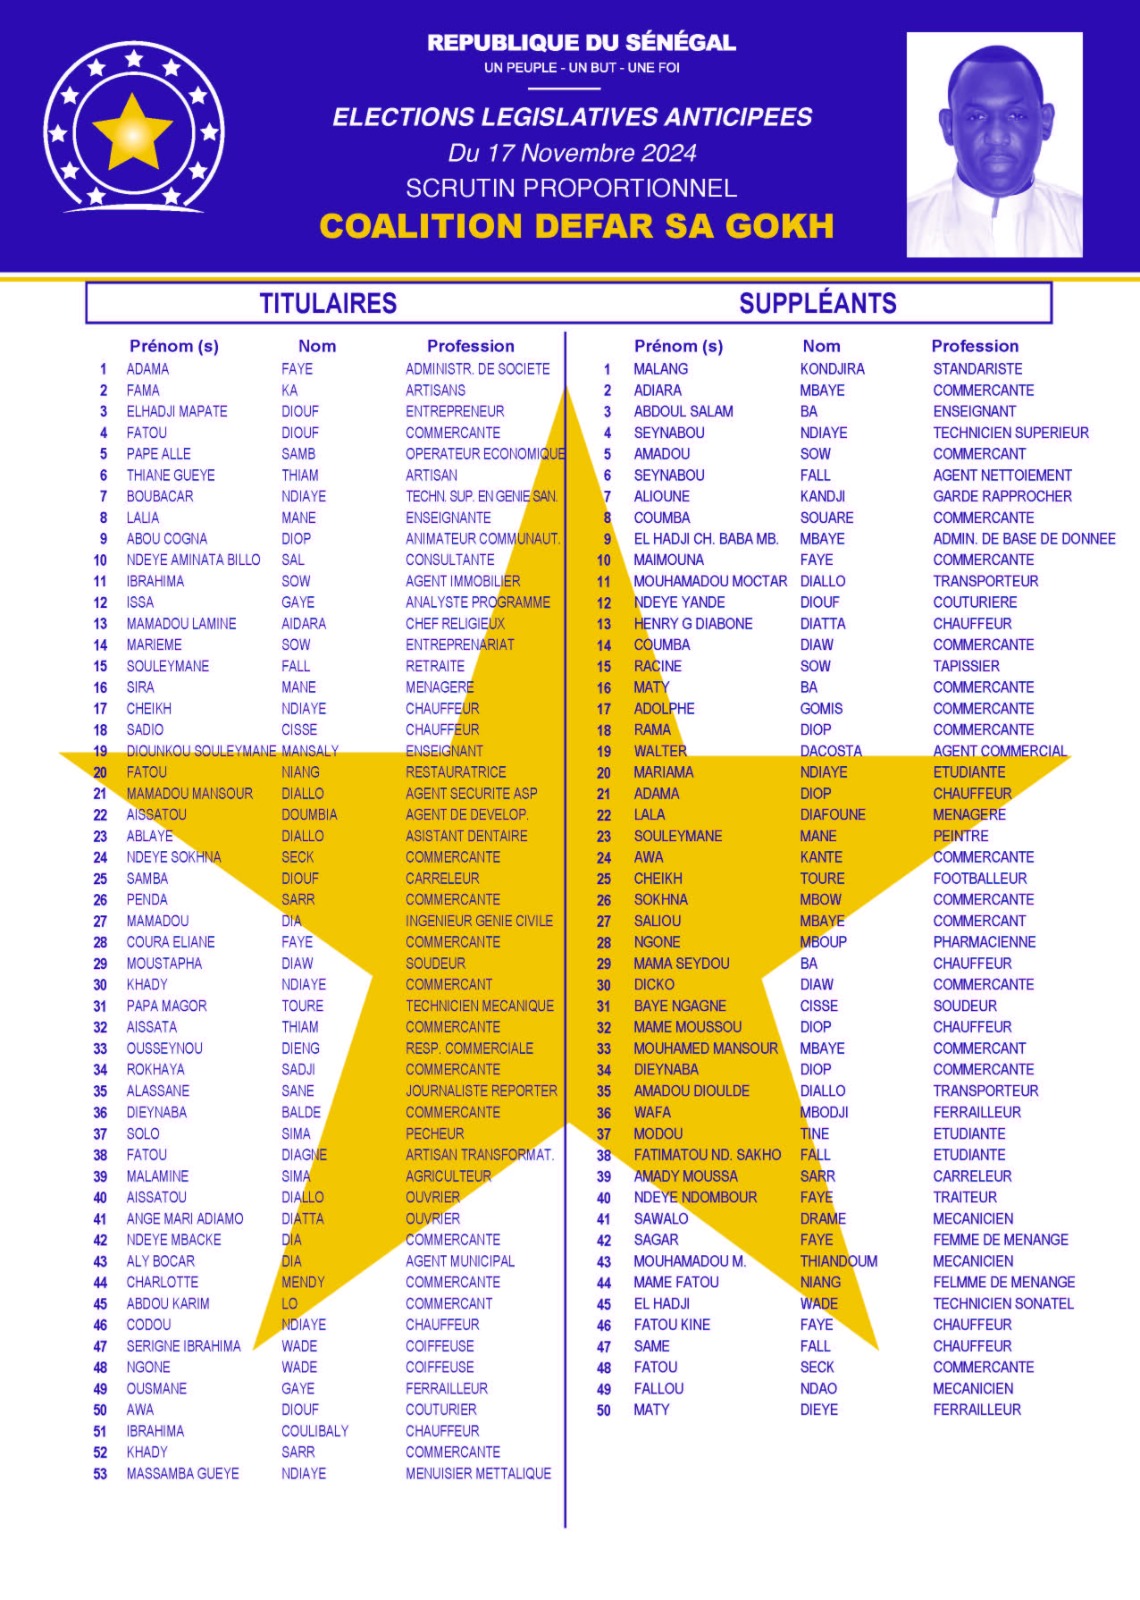 REPUBLIQUE DU SÉNÉGAL
UN PEUPLE - UN BUT - UNE FOI
ELECTIONS LEGISLATIVES ANTICIPEES
Du 17 Novembre 2024
SCRUTIN PROPORTIONNEL
COALITION DEFAR SA GOKH
TITULAIRES
Prénom (s) Nom Profession
1 ADAMA FAYE ADMINISTR. DE SOCIETE
2 FAMA KA ARTISANS
3 ELHADJI MAPATE DIOUF ENTREPRENEUR
4 FATOU DIOUF COMMERCANTE
5 PAPE ALLE SAMB OPERATEUR ECONOMIQUE
6 THIANE GUEYE THIAM ARTISAN
7 BOUBACAR NDIAYE TECHN. SUP. EN GENIE SAN.
8 LALIA MANE ENSEIGNANTE
9 ABOU COGNA DIOP ANIMATEUR COMMUNAUT.
10 NDEYE AMINATA BILLO SAL CONSULTANTE
11 IBRAHIMA SOW AGENT IMMOBILIER
12 ISSA GAYE ANALYSTE PROGRAMME
13 MAMADOU LAMINE AIDARA CHEF RELIGIEUX
14 MARIEME SOW ENTREPRENARIAT
15 SOULEYMANE FALL RETRAITE
16 SIRA MANE MENAGERE
17 CHEIKH NDIAYE CHAUFFEUR
18 SADIO CISSE CHAUFFEUR
19 DIOUNKOU SOULEYMANE MANSALY ENSEIGNANT
20 FATOU NIANG RESTAURATRICE
21 MAMADOU MANSOUR DIALLO AGENT SECURITE ASP
22 AISSATOU DOUMBIA AGENT DE DEVELOP.
23 ABLAYE DIALLO ASISTANT DENTAIRE
24 NDEYE SOKHNA SECK COMMERCANTE
25 SAMBA DIOUF CARRELEUR
26 PENDA SARR COMMERCANTE
27 MAMADOU DIA INGENIEUR GENIE CIVILE
28 COURA ELIANE FAYE COMMERCANTE
29 MOUSTAPHA DIAW SOUDEUR
30 KHADY NDIAYE COMMERCANT
31 PAPA MAGOR TOURE TECHNICIEN MECANIQUE
32 AISSATA THIAM COMMERCANTE
33 OUSSEYNOU DIENG RESP. COMMERCIALE
34 ROKHAYA SADJI COMMERCANTE
35 ALASSANE SANE JOURNALISTE REPORTER
36 DIEYNABA BALDE COMMERCANTE
37 SOLO SIMA PECHEUR
38 FATOU DIAGNE ARTISAN TRANSFORMAT.
39 MALAMINE SIMA AGRICULTEUR
40 AISSATOU DIALLO OUVRIER
41 ANGE MARI ADIAMO DIATTA OUVRIER
42 NDEYE MBACKE DIA COMMERCANTE
43 ALY BOCAR DIA AGENT MUNICIPAL
44 CHARLOTTE MENDY COMMERCANTE
45 ABDOU KARIM LO COMMERCANT
46 CODOU NDIAYE CHAUFFEUR
47 SERIGNE IBRAHIMA WADE COIFFEUSE
48 NGONE WADE COIFFEUSE
49 OUSMANE GAYE FERRAILLEUR
50 AWA DIOUF COUTURIER
51 IBRAHIMA COULIBALY CHAUFFEUR
52 KHADY SARR COMMERCANTE
53 MASSAMBA GUEYE NDIAYE MENUISIER METTALIQUE
SUPPLÉANTS
Prénom (s) Nom Profession
1 MALANG KONDJIRA STANDARISTE
2 ADIARA MBAYE COMMERCANTE
3 ABDOUL SALAM BA ENSEIGNANT
4 SEYNABOU NDIAYE TECHNICIEN SUPERIEUR
5 AMADOU SOW COMMERCANT
6 SEYNABOU FALL AGENT NETTOIEMENT
7 ALIOUNE KANDJI GARDE RAPPROCHER
8 COUMBA SOUARE COMMERCANTE
9 EL HADJI CH. BABA MB. MBAYE ADMIN. DE BASE DE DONNEE
10 MAIMOUNA FAYE COMMERCANTE
11 MOUHAMADOU MOCTAR DIALLO TRANSPORTEUR
12 NDEYE YANDE DIOUF COUTURIERE
13 HENRY G DIABONE DIATTA CHAUFFEUR
14 COUMBA DIAW COMMERCANTE
15 RACINE SOW TAPISSIER
16 MATY BA COMMERCANTE
17 ADOLPHE GOMIS COMMERCANTE
18 RAMA DIOP COMMERCANTE
19 WALTER DACOSTA AGENT COMMERCIAL
20 MARIAMA NDIAYE ETUDIANTE
21 ADAMA DIOP CHAUFFEUR
22 LALA DIAFOUNE MENAGERE
23 SOULEYMANE MANE PEINTRE
24 AWA KANTE COMMERCANTE
25 CHEIKH TOURE FOOTBALLEUR
26 SOKHNA MBOW COMMERCANTE
27 SALIOU MBAYE COMMERCANT
28 NGONE MBOUP PHARMACIENNE
29 MAMA SEYDOU BA CHAUFFEUR
30 DICKO DIAW COMMERCANTE
31 BAYE NGAGNE CISSE SOUDEUR
32 MAME MOUSSOU DIOP CHAUFFEUR
33 MOUHAMED MANSOUR MBAYE COMMERCANT
34 DIEYNABA DIOP COMMERCANTE
35 AMADOU DIOULDE DIALLO TRANSPORTEUR
36 WAFA MBODJI FERRAILLEUR
37 MODOU TINE ETUDIANTE
38 FATIMATOU ND. SAKHO FALL ETUDIANTE
39 AMADY MOUSSA SARR CARRELEUR
40 NDEYE NDOMBOUR FAYE TRAITEUR
41 SAWALO DRAME MECANICIEN
42 SAGAR FAYE FEMME DE MENANGE
43 MOUHAMADOU M. THIANDOUM MECANICIEN
44 MAME FATOU NIANG FELMME DE MENANGE
45 EL HADJI WADE TECHNICIEN SONATEL
46 FATOU KINE FAYE CHAUFFEUR
47 SAME FALL CHAUFFEUR
48 FATOU SECK COMMERCANTE
49 FALLOU NDAO MECANICIEN
50 MATY DIEYE FERRAILLEUR